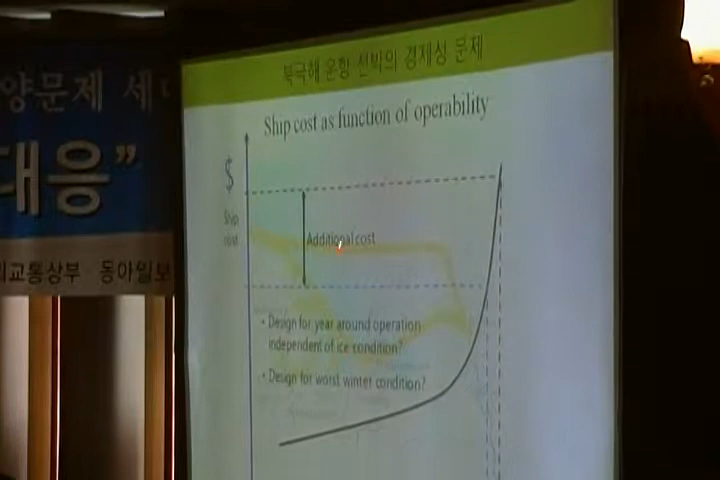 양문제 세
대응”
교통상부 · 동아일보
북극해 운항 선박의 경제성 문제
Ship cost as function of operability
$
Ship
cost
Additional cost
• Design for year around operation
independent of ice condition?
• Design for worst winter condition?